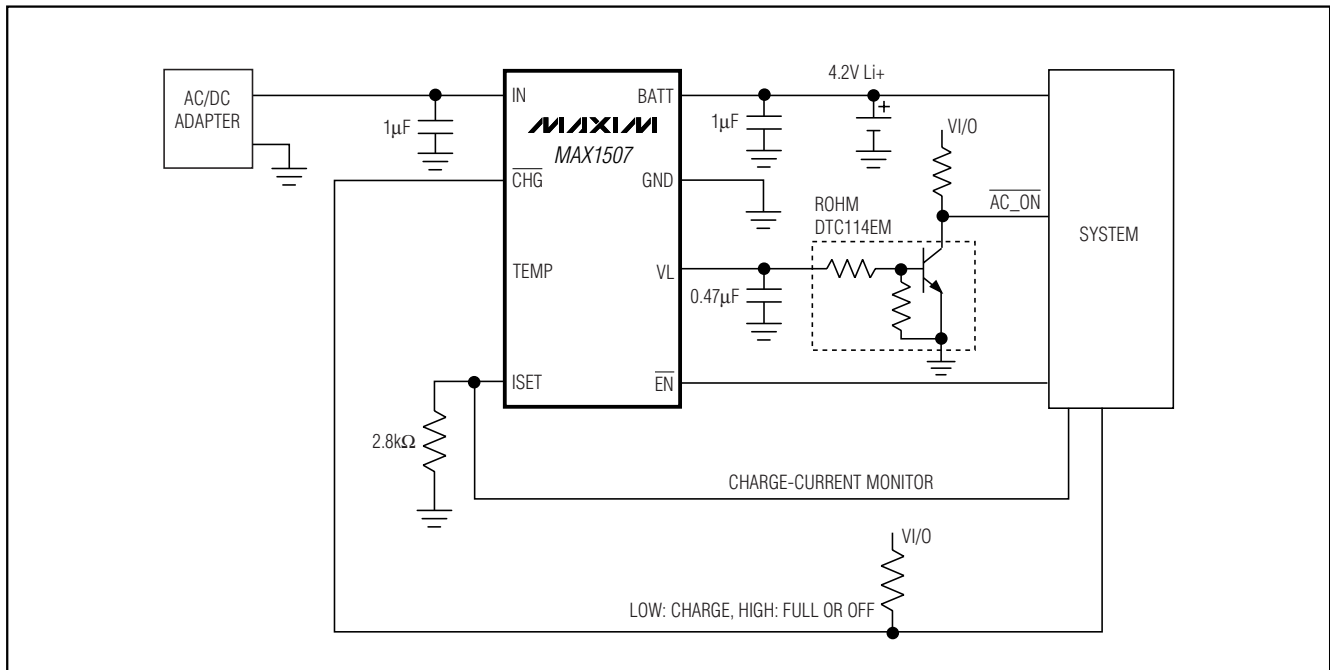 AC/DC
ADAPTER
1μF
IN
BATT
MAXIM
MAX1507
CHG
GND
TEMP
VL
ISET
EN
1μF
4.2V Li+
+
VI/O
AC_ON
ROHM
DTC114EM
0.47μF
SYSTEM
2.8kΩ
CHARGE-CURRENT MONITOR
VI/O
LOW: CHARGE, HIGH: FULL OR OFF